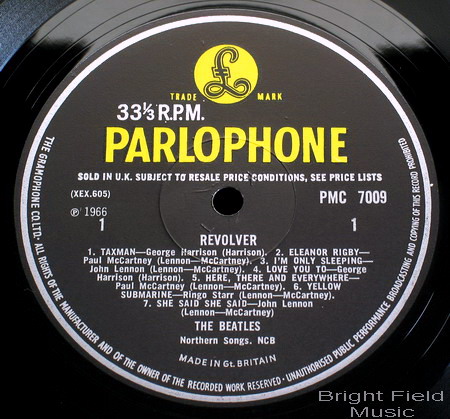 £
TRADE MARK
33⅓ R.P.M.
PARLOPHONE
SOLD IN U.K. SUBJECT TO RESALE PRICE CONDITIONS, SEE PRICE LISTS
(XEX.605)
PMC 7009
℗ 1966
1
1
REVOLVER
1. TAXMAN—George Harrison (Harrison). 2. ELEANOR RIGBY—
Paul McCartney (Lennon—McCartney). 3. I'M ONLY SLEEPING—
John Lennon (Lennon—McCartney). 4. LOVE YOU TO—George
Harrison (Harrison). 5. HERE, THERE AND EVERYWHERE—
Paul McCartney (Lennon—McCartney). 6. YELLOW
SUBMARINE—Ringo Starr (Lennon—McCartney).
7. SHE SAID SHE SAID—John Lennon
(Lennon—McCartney)
THE BEATLES
Northern Songs. NCB
MADE IN Gt. BRITAIN
THE GRAMOPHONE CO. LTD. ALL RIGHTS OF THE MANUFACTURER AND OF THE OWNER OF THE RECORDED WORK RESERVED · UNAUTHORISED PUBLIC PERFORMANCE BROADCASTING AND COPYING OF THIS RECORD PROHIBITED
Bright Field
Music